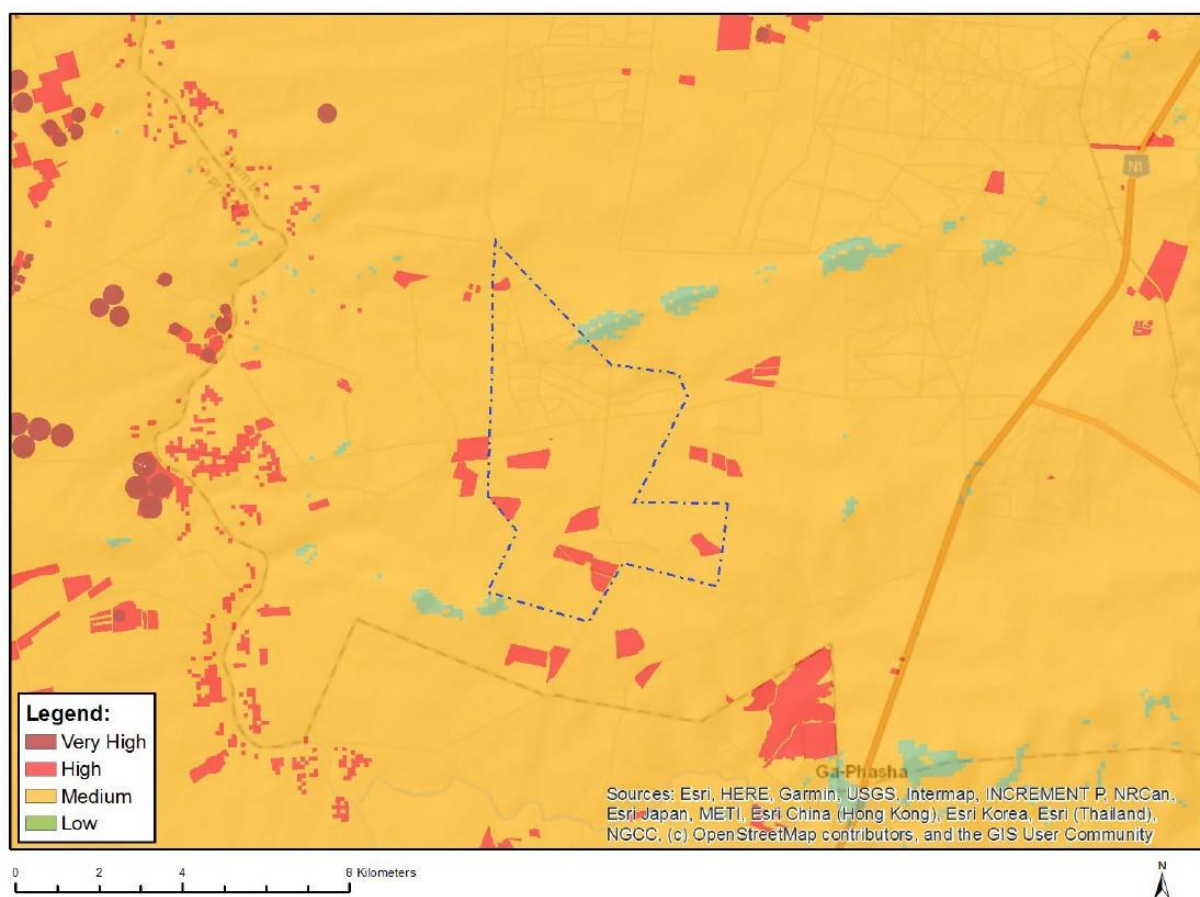 N1
Legend:
Very High
High
Medium
Low
Ga-Phasha
Sources: Esri, HERE, Garmin, USGS, Intermap, INCREMENT P, NRCan,
Esri Japan, METI, Esri China (Hong Kong), Esri Korea, Esri (Thailand),
NGCC, (c) OpenStreetMap contributors, and the GIS User Community
0 2 4 8 Kilometers
N